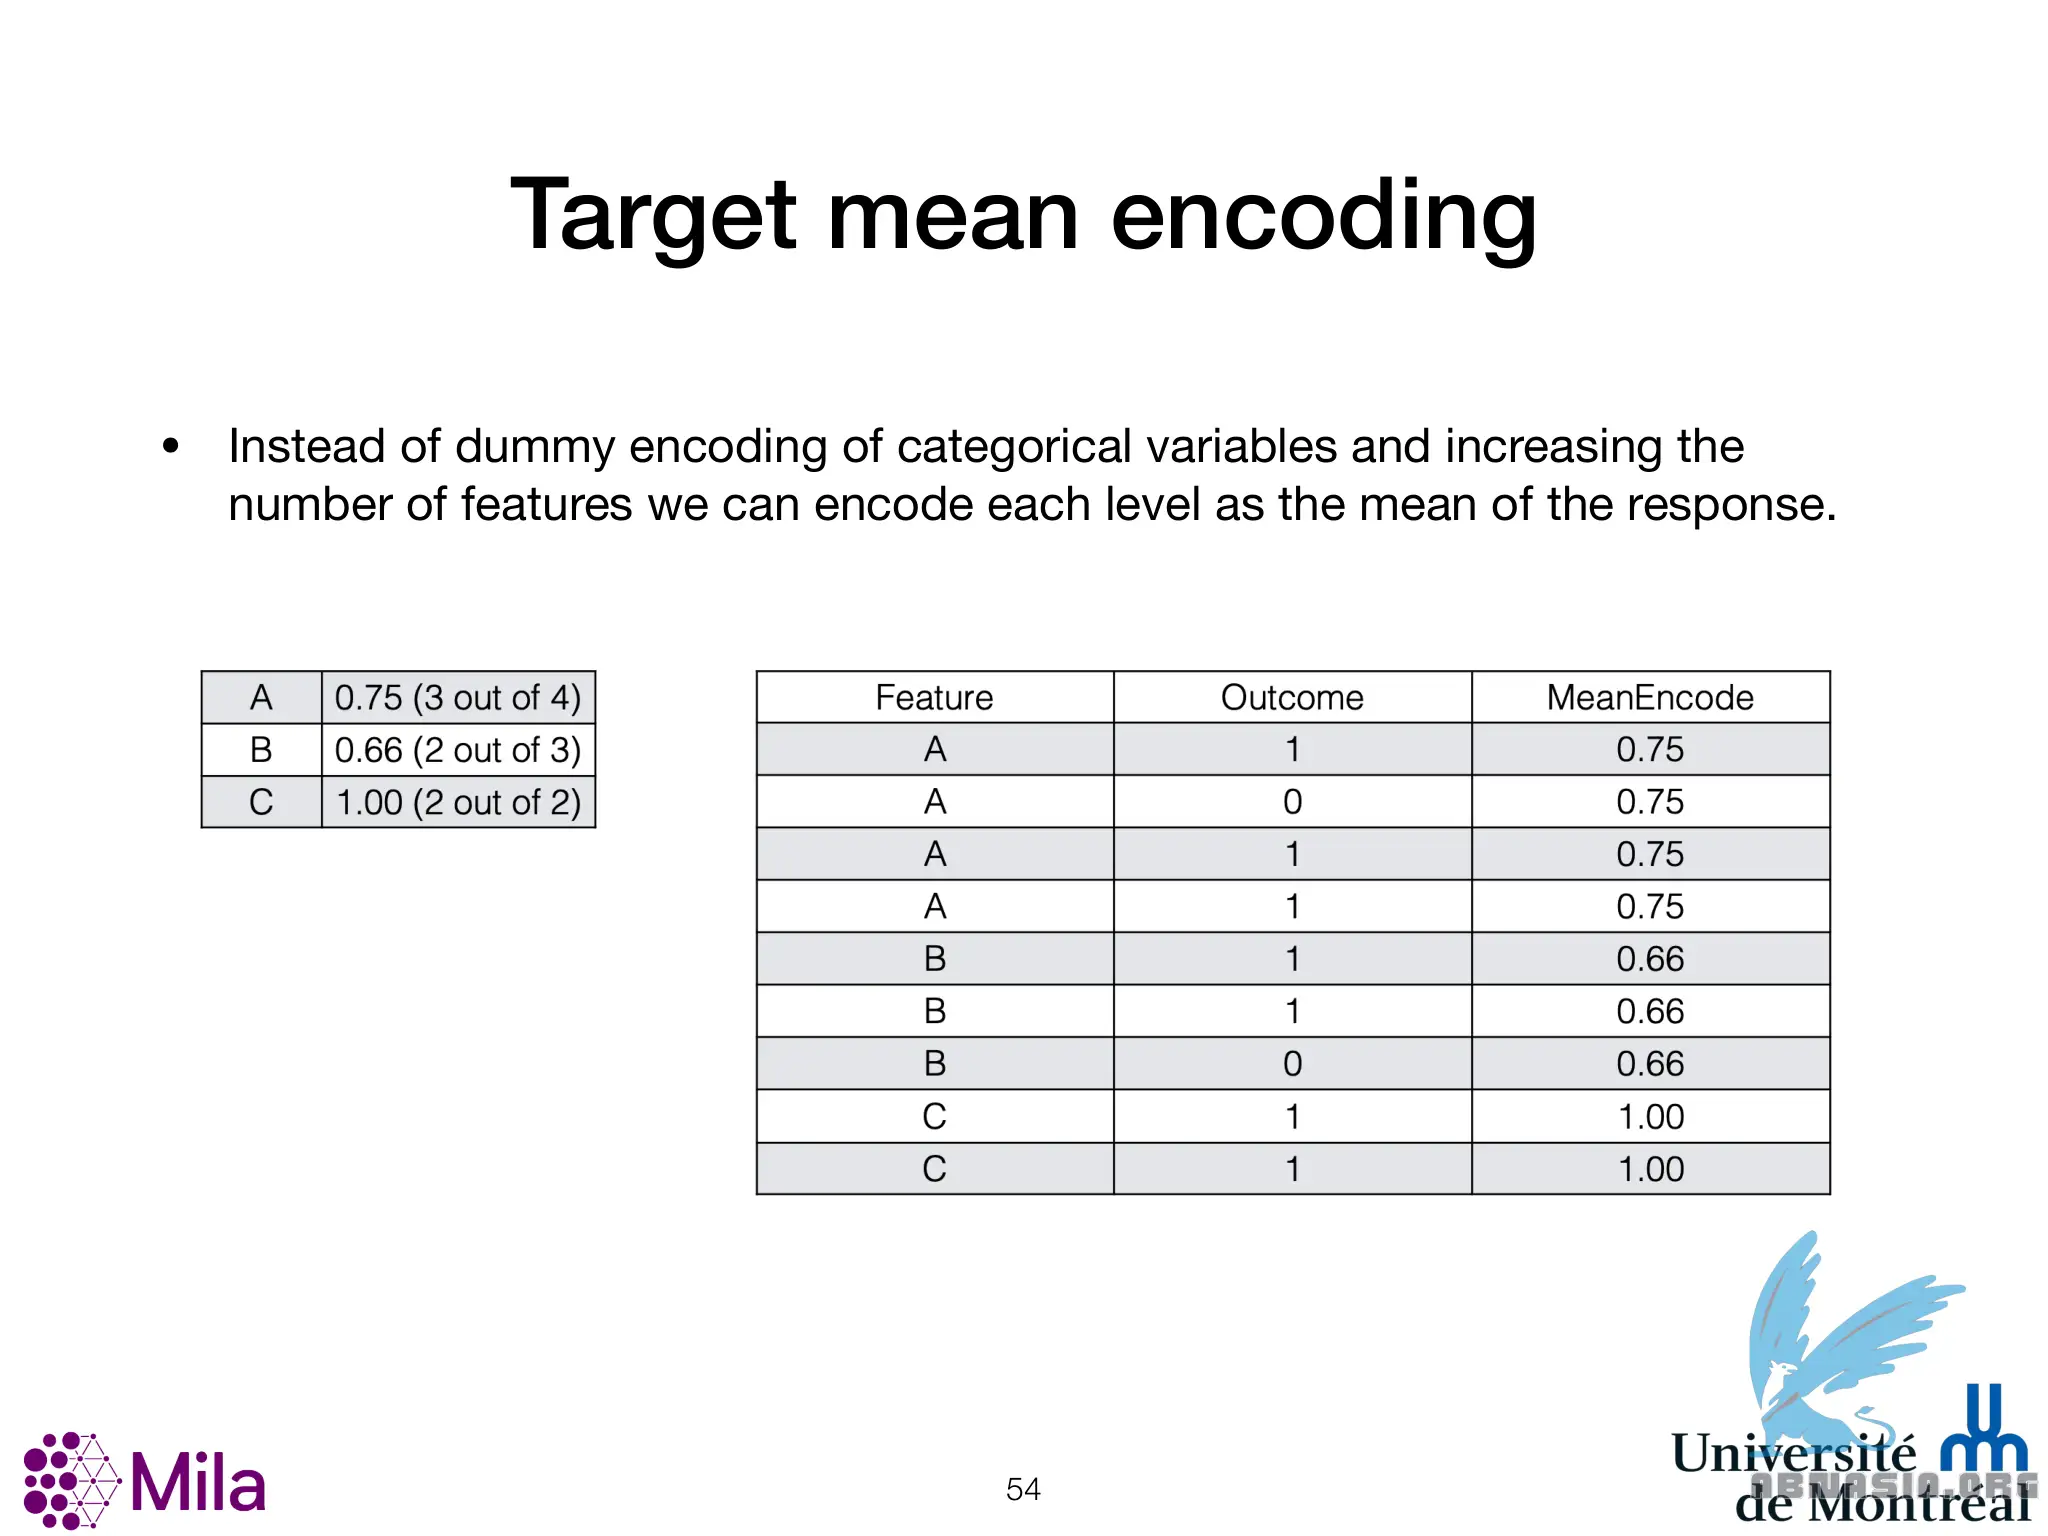 Target mean encoding
• Instead of dummy encoding of categorical variables and increasing the
number of features we can encode each level as the mean of the response.
A 0.75 (3 out of 4)
B 0.66 (2 out of 3)
C 1.00 (2 out of 2)
Feature Outcome MeanEncode
A 1 0.75
A 0 0.75
A 1 0.75
A 1 0.75
B 1 0.66
B 1 0.66
B 0 0.66
C 1 1.00
C 1 1.00
Mila
54
Université
de Montréal
ABNASIA.ORG